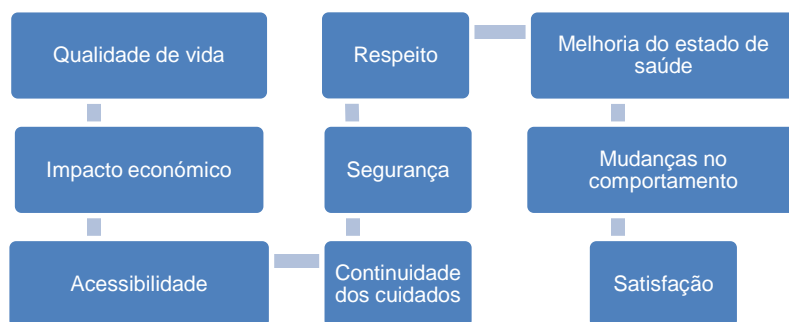 Qualidade de vida
Impacto económico
Acessibilidade
Continuidade
dos cuidados
Segurança
Respeito
Melhoria do estado de
saúde
Mudanças no
comportamento
Satisfação